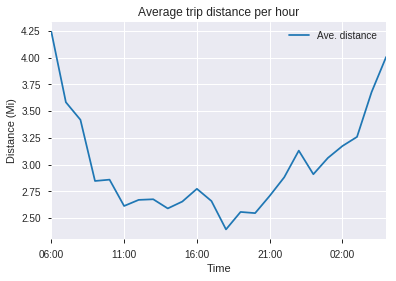 Average trip distance per hour
Ave. distance
4.25
4.00
3.75
3.50
3.25
3.00
2.75
2.50
Distance (Mi)
06:00 11:00 16:00 21:00 02:00
Time